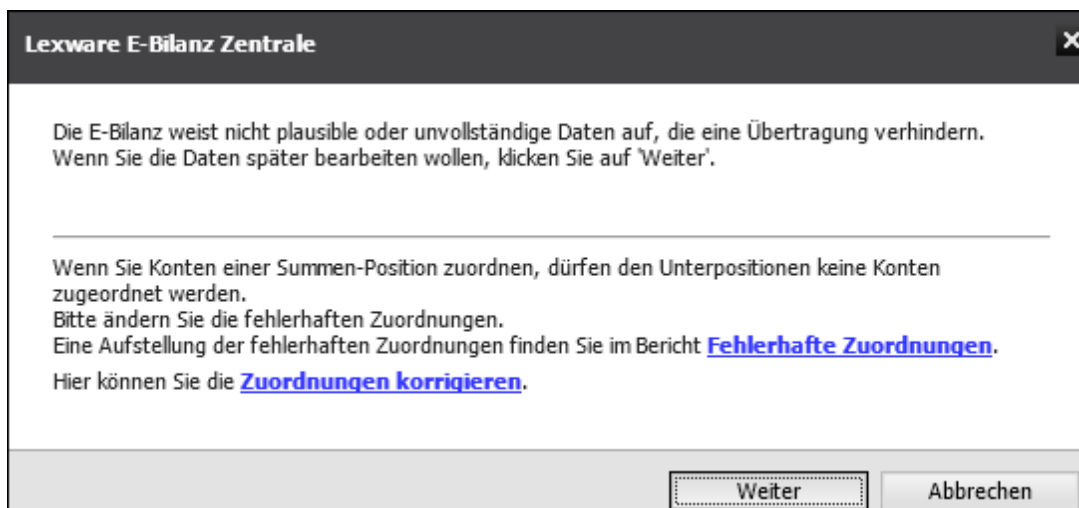 Lexware E-Bilanz Zentrale
Die E-Bilanz weist nicht plausible oder unvollständige Daten auf, die eine Übertragung verhindern.
Wenn Sie die Daten später bearbeiten wollen, klicken Sie auf 'Weiter'.
Wenn Sie Konten einer Summen-Position zuordnen, dürfen den Unterpositionen keine Konten
zugeordnet werden.
Bitte ändern Sie die fehlerhaften Zuordnungen.
Eine Aufstellung der fehlerhaften Zuordnungen finden Sie im Bericht Fehlerhafte Zuordnungen.
Hier können Sie die Zuordnungen korrigieren.
Weiter Abbrechen